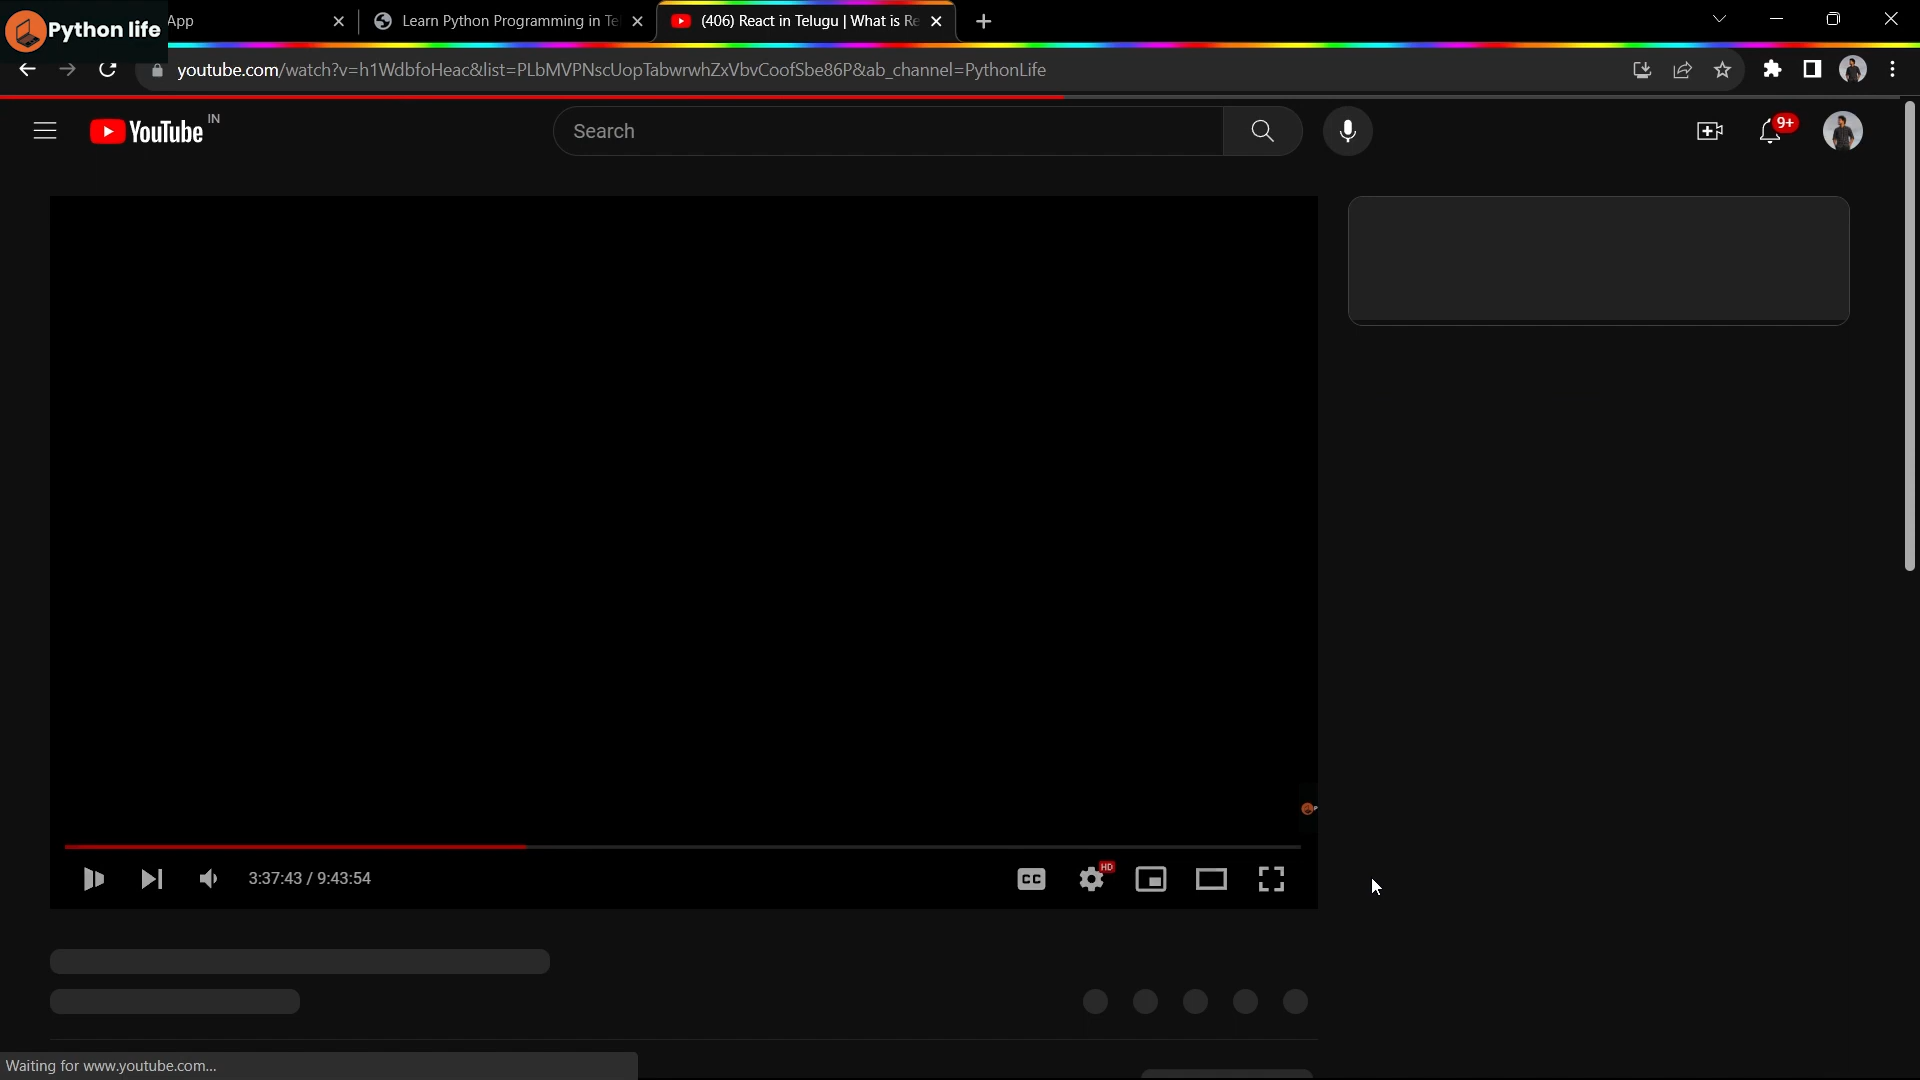 Python life
App
Learn Python Programming in Te
(406) React in Telugu | What is Re
youtube.com/watch?v=h1WdbfoHeac&list=PLbMVPNscUopTabwrwhZxVbvCoofSbe86P&ab_channel=PythonLife
YouTube IN
Search
9+
3:37:43 / 9:43:54
CC
HD
Waiting for www.youtube.com...